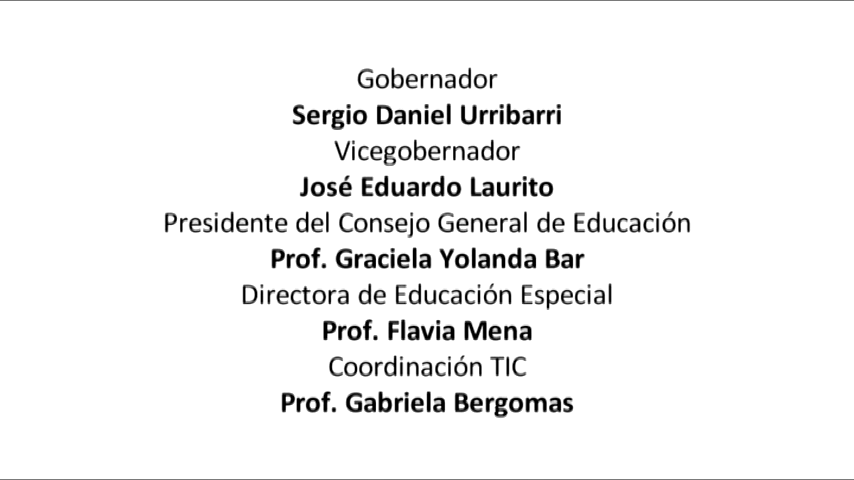 Gobernador
Sergio Daniel Urribarri
Vicegobernador
José Eduardo Laurito
Presidente del Consejo General de Educación
Prof. Graciela Yolanda Bar
Directora de Educación Especial
Prof. Flavia Mena
Coordinación TIC
Prof. Gabriela Bergomas